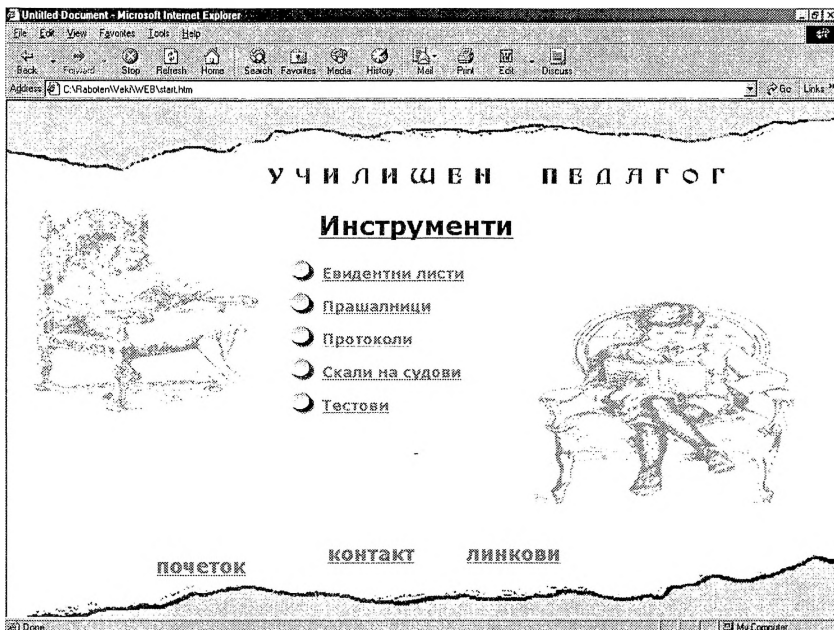 Untitled Document - Microsoft Internet Explorer
File Edit View Favorites Tools Help
Back Forward Stop Refresh Home Search Favorites Media History Mail Print Edit Discuss
Address C:\Raboten\Veki\WEB\start.htm Go Links »
УЧИЛИШЕН ПЕДАГОГ
Инструменти
Евидентни листи
Прашалници
Протоколи
Скали на судови
Тестови
почеток контакт линкови
Done My Computer